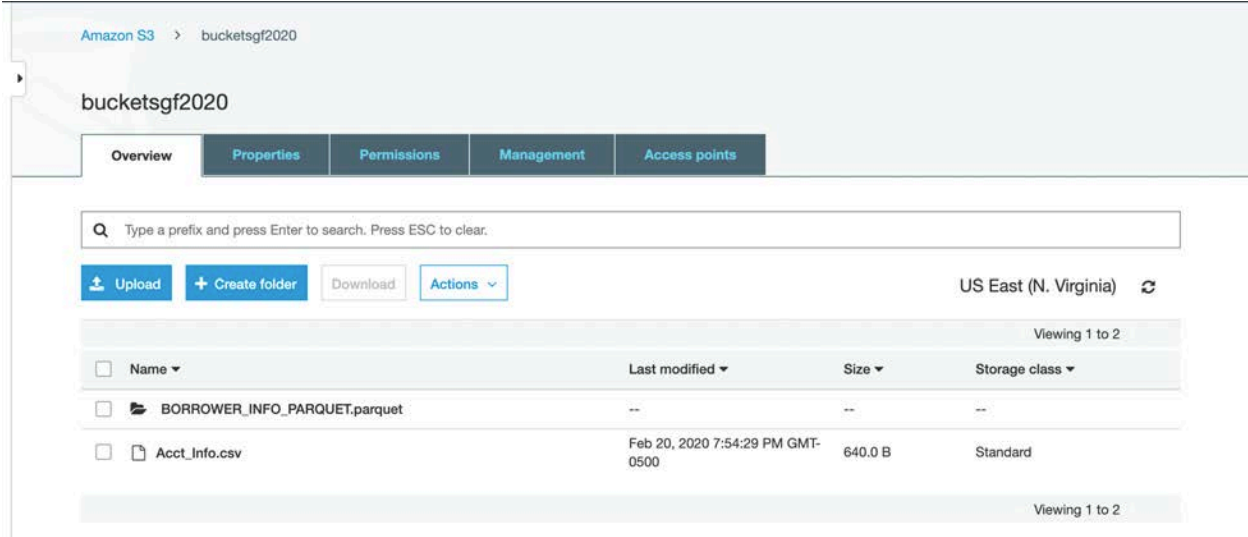 Amazon S3 > bucketsgf2020
bucketsgf2020
Overview Properties Permissions Management Access points
Type a prefix and press Enter to search. Press ESC to clear.
Upload + Create folder Download Actions
US East (N. Virginia)
Viewing 1 to 2
Name Last modified Size Storage class
BORROWER_INFO_PARQUET.parquet -- -- --
Acct_Info.csv Feb 20, 2020 7:54:29 PM GMT-
0500 640.0 B Standard
Viewing 1 to 2